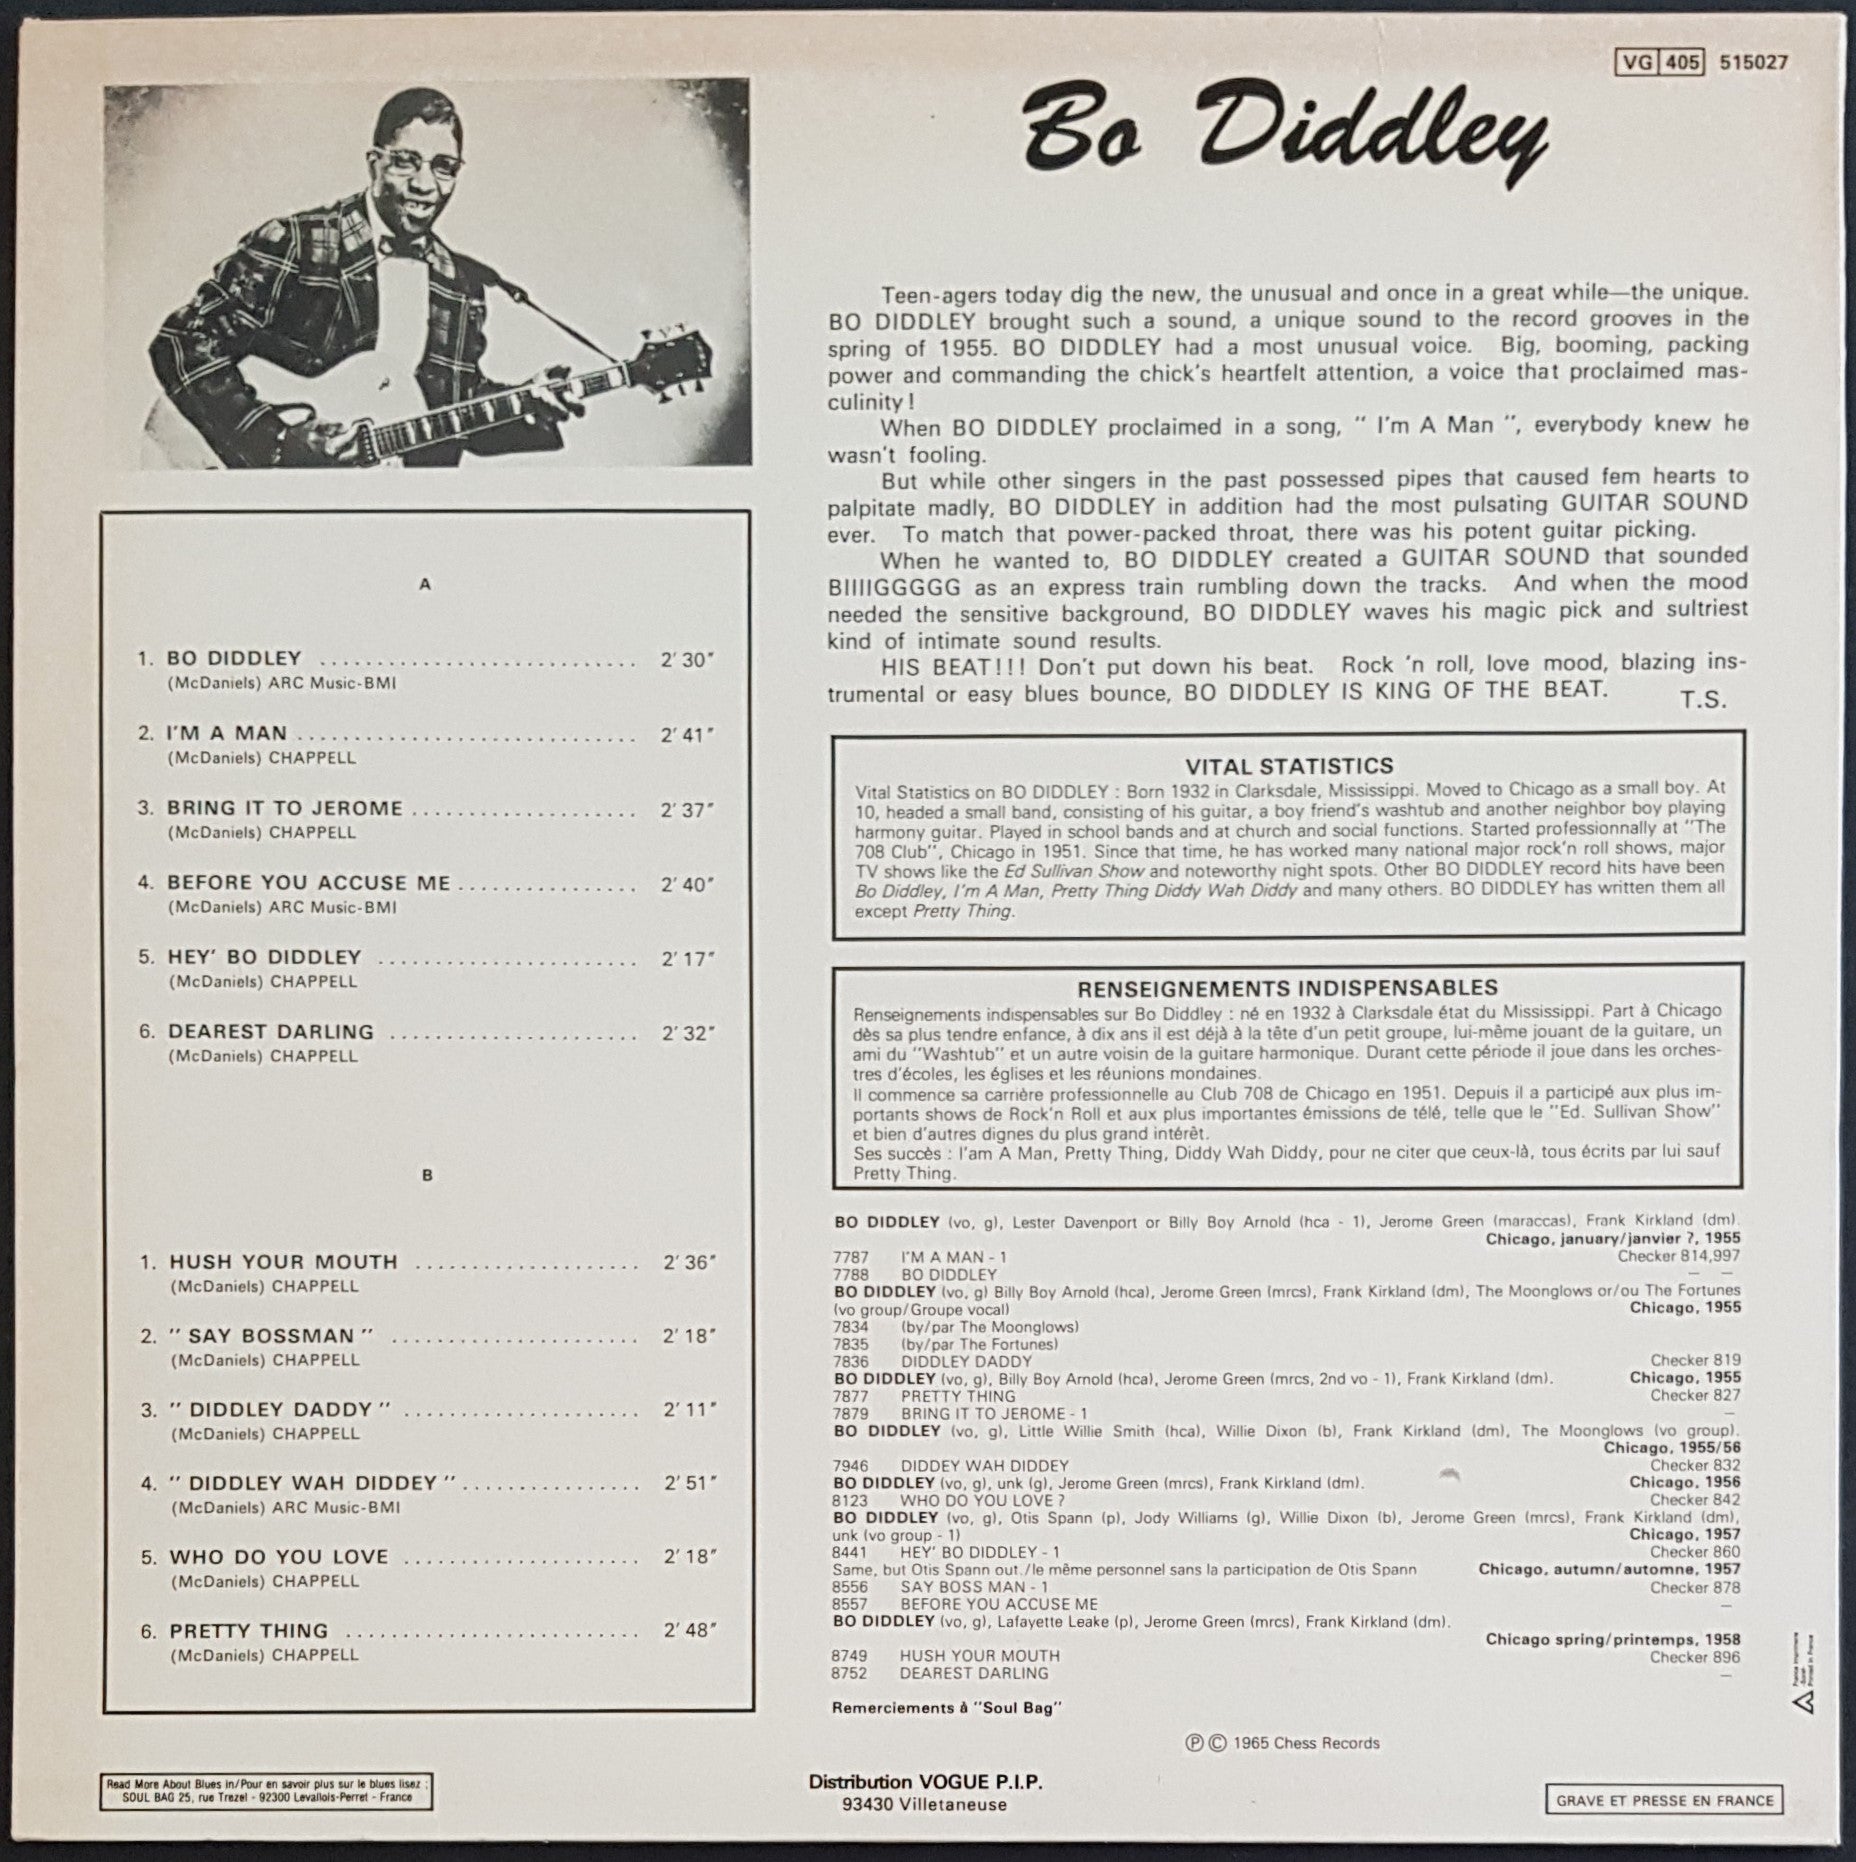 VG 405 515027
Bo Diddley
Teen-agers today dig the new, the unusual and once in a great while—the unique.
BO DIDDLEY brought such a sound, a unique sound to the record grooves in the
spring of 1955. BO DIDDLEY had a most unusual voice. Big, booming, packing
power and commanding the chick's heartfelt attention, a voice that proclaimed mas-
culinity !
When BO DIDDLEY proclaimed in a song, " I'm A Man ", everybody knew he
wasn't fooling.
But while other singers in the past possessed pipes that caused fem hearts to
palpitate madly, BO DIDDLEY in addition had the most pulsating GUITAR SOUND
ever. To match that power-packed throat, there was his potent guitar picking.
When he wanted to, BO DIDDLEY created a GUITAR SOUND that sounded
BIIIIGGGGG as an express train rumbling down the tracks. And when the mood
needed the sensitive background, BO DIDDLEY waves his magic pick and sultriest
kind of intimate sound results.
HIS BEAT!!! Don't put down his beat. Rock 'n roll, love mood, blazing ins-
trumental or easy blues bounce, BO DIDDLEY IS KING OF THE BEAT.
T.S.
A
1. BO DIDDLEY ............................ 2' 30"
(McDaniels) ARC Music-BMI
2. I'M A MAN .............................. 2' 41"
(McDaniels) CHAPPELL
3. BRING IT TO JEROME .................... 2' 37"
(McDaniels) CHAPPELL
4. BEFORE YOU ACCUSE ME ................ 2' 40"
(McDaniels) ARC Music-BMI
5. HEY' BO DIDDLEY ....................... 2' 17"
(McDaniels) CHAPPELL
6. DEAREST DARLING ...................... 2' 32"
(McDaniels) CHAPPELL
B
1. HUSH YOUR MOUTH .................... 2' 36"
(McDaniels) CHAPPELL
2. " SAY BOSSMAN " ...................... 2' 18"
(McDaniels) CHAPPELL
3. " DIDDLEY DADDY " ..................... 2' 11"
(McDaniels) CHAPPELL
4. " DIDDLEY WAH DIDDEY " ................ 2' 51"
(McDaniels) ARC Music-BMI
5. WHO DO YOU LOVE ..................... 2' 18"
(McDaniels) CHAPPELL
6. PRETTY THING .......................... 2' 48"
(McDaniels) CHAPPELL
VITAL STATISTICS
Vital Statistics on BO DIDDLEY : Born 1932 in Clarksdale, Mississippi. Moved to Chicago as a small boy. At
10, headed a small band, consisting of his guitar, a boy friend's washtub and another neighbor boy playing
harmony guitar. Played in school bands and at church and social functions. Started professionnally at "The
708 Club", Chicago in 1951. Since that time, he has worked many national major rock'n roll shows, major
TV shows like the Ed Sullivan Show and noteworthy night spots. Other BO DIDDLEY record hits have been
Bo Diddley, I'm A Man, Pretty Thing Diddy Wah Diddy and many others. BO DIDDLEY has written them all
except Pretty Thing.
RENSEIGNEMENTS INDISPENSABLES
Renseignements indispensables sur Bo Diddley : né en 1932 à Clarksdale état du Mississippi. Part à Chicago
dès sa plus tendre enfance, à dix ans il est déjà à la tête d'un petit groupe, lui-même jouant de la guitare, un
ami du "Washtub" et un autre voisin de la guitare harmonique. Durant cette période il joue dans les orches-
tres d'écoles, les églises et les réunions mondaines.
Il commence sa carrière professionnelle au Club 708 de Chicago en 1951. Depuis il a participé aux plus im-
portants shows de Rock'n Roll et aux plus importantes émissions de télé, telle que le "Ed. Sullivan Show"
et bien d'autres dignes du plus grand intérêt.
Ses succès : I'am A Man, Pretty Thing, Diddy Wah Diddy, pour ne citer que ceux-là, tous écrits par lui sauf
Pretty Thing.
BO DIDDLEY (vo, g), Lester Davenport or Billy Boy Arnold (hca - 1), Jerome Green (maraccas), Frank Kirkland (dm).
Chicago, january/janvier ?, 1955
7787 I'M A MAN - 1 Checker 814,997
7788 BO DIDDLEY — —
BO DIDDLEY (vo, g) Billy Boy Arnold (hca), Jerome Green (mrcs), Frank Kirkland (dm), The Moonglows or/ou The Fortunes
(vo group/Groupe vocal) Chicago, 1955
7834 (by/par The Moonglows)
7835 (by/par The Fortunes)
7836 DIDDLEY DADDY Checker 819
BO DIDDLEY (vo, g), Billy Boy Arnold (hca), Jerome Green (mrcs, 2nd vo - 1), Frank Kirkland (dm). Chicago, 1955
7877 PRETTY THING Checker 827
7879 BRING IT TO JEROME - 1 —
BO DIDDLEY (vo, g), Little Willie Smith (hca), Willie Dixon (b), Frank Kirkland (dm), The Moonglows (vo group).
Chicago, 1955/56
7946 DIDDEY WAH DIDDEY Checker 832
BO DIDDLEY (vo, g), unk (g), Jerome Green (mrcs), Frank Kirkland (dm). Chicago, 1956
8123 WHO DO YOU LOVE ? Checker 842
BO DIDDLEY (vo, g), Otis Spann (p), Jody Williams (g), Willie Dixon (b), Jerome Green (mrcs), Frank Kirkland (dm),
unk (vo group - 1) Chicago, 1957
8441 HEY' BO DIDDLEY - 1 Checker 860
Same, but Otis Spann out./le même personnel sans la participation de Otis Spann Chicago, autumn/automne, 1957
8556 SAY BOSS MAN - 1 Checker 878
8557 BEFORE YOU ACCUSE ME —
BO DIDDLEY (vo, g), Lafayette Leake (p), Jerome Green (mrcs), Frank Kirkland (dm).
Chicago spring/printemps, 1958
8749 HUSH YOUR MOUTH Checker 896
8752 DEAREST DARLING —
Remerciements à "Soul Bag"
Ⓟ © 1965 Chess Records
Read More About Blues in/Pour en savoir plus sur le blues lisez :
SOUL BAG 25, rue Trezel - 92300 Levallois-Perret - France
Distribution VOGUE P.I.P.
93430 Villetaneuse
GRAVE ET PRESSE EN FRANCE
Printed in France